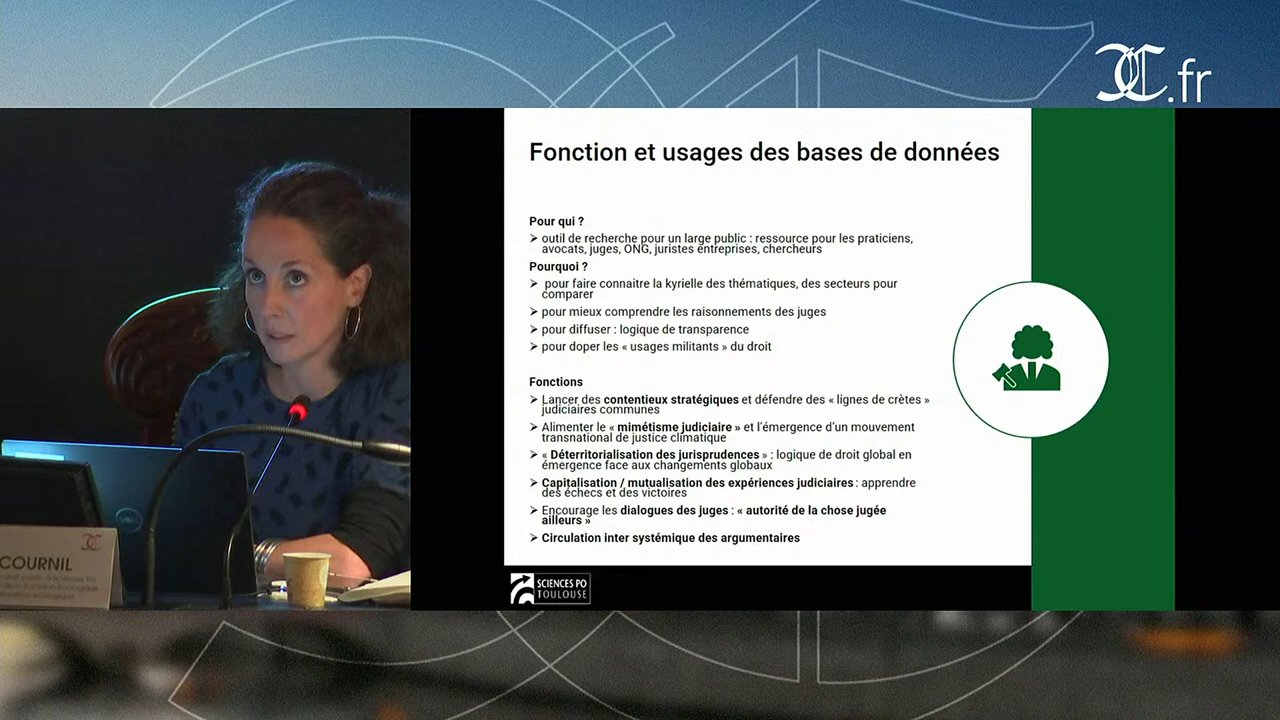 CC.fr
Fonction et usages des bases de données
Pour qui ?
➢ outil de recherche pour un large public : ressource pour les praticiens,
avocats, juges, ONG, juristes entreprises, chercheurs
Pourquoi ?
➢ pour faire connaitre la kyrielle des thématiques, des secteurs pour
comparer
➢ pour mieux comprendre les raisonnements des juges
➢ pour diffuser : logique de transparence
➢ pour doper les « usages militants » du droit
Fonctions
➢ Lancer des contentieux stratégiques et défendre des « lignes de crètes »
judiciaires communes
➢ Alimenter le « mimétisme judiciaire » et l'émergence d'un mouvement
transnational de justice climatique
➢ « Déterritorialisation des jurisprudences » : logique de droit global en
émergence face aux changements globaux
➢ Capitalisation / mutualisation des expériences judiciaires : apprendre
des échecs et des victoires
➢ Encourage les dialogues des juges : « autorité de la chose jugée
ailleurs »
➢ Circulation inter systémique des argumentaires
SCIENCES PO
TOULOUSE
COURNIL
DELL